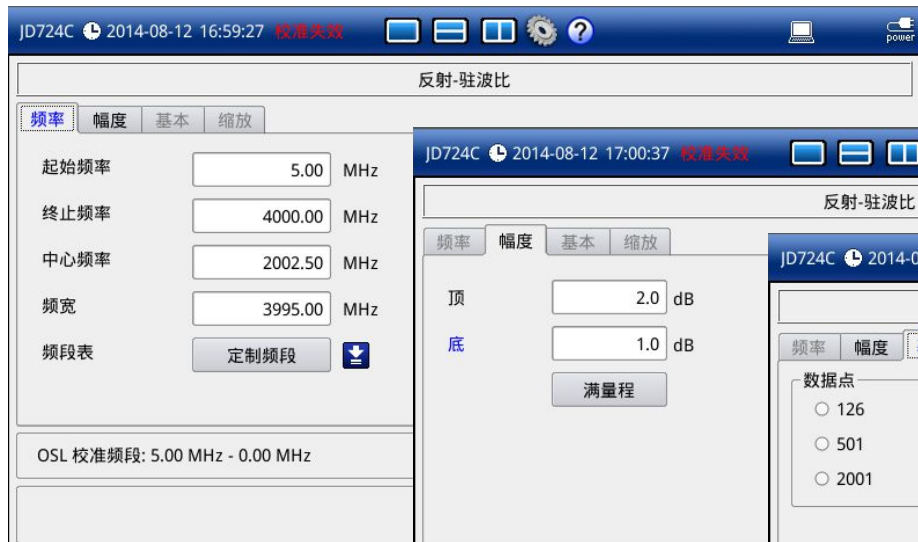 JD724C 2014-08-12 16:59:27 校准失效
power
反射-驻波比
频率 幅度 基本 缩放
起始频率 5.00 MHz
终止频率 4000.00 MHz
中心频率 2002.50 MHz
频宽 3995.00 MHz
频段表 定制频段
OSL 校准频段: 5.00 MHz - 0.00 MHz
JD724C 2014-08-12 17:00:37 校准失效
反射-驻波比
频率 幅度 基本 缩放
顶 2.0 dB
底 1.0 dB
满量程
JD724C 2014-0
频率 幅度
数据点
126
501
2001